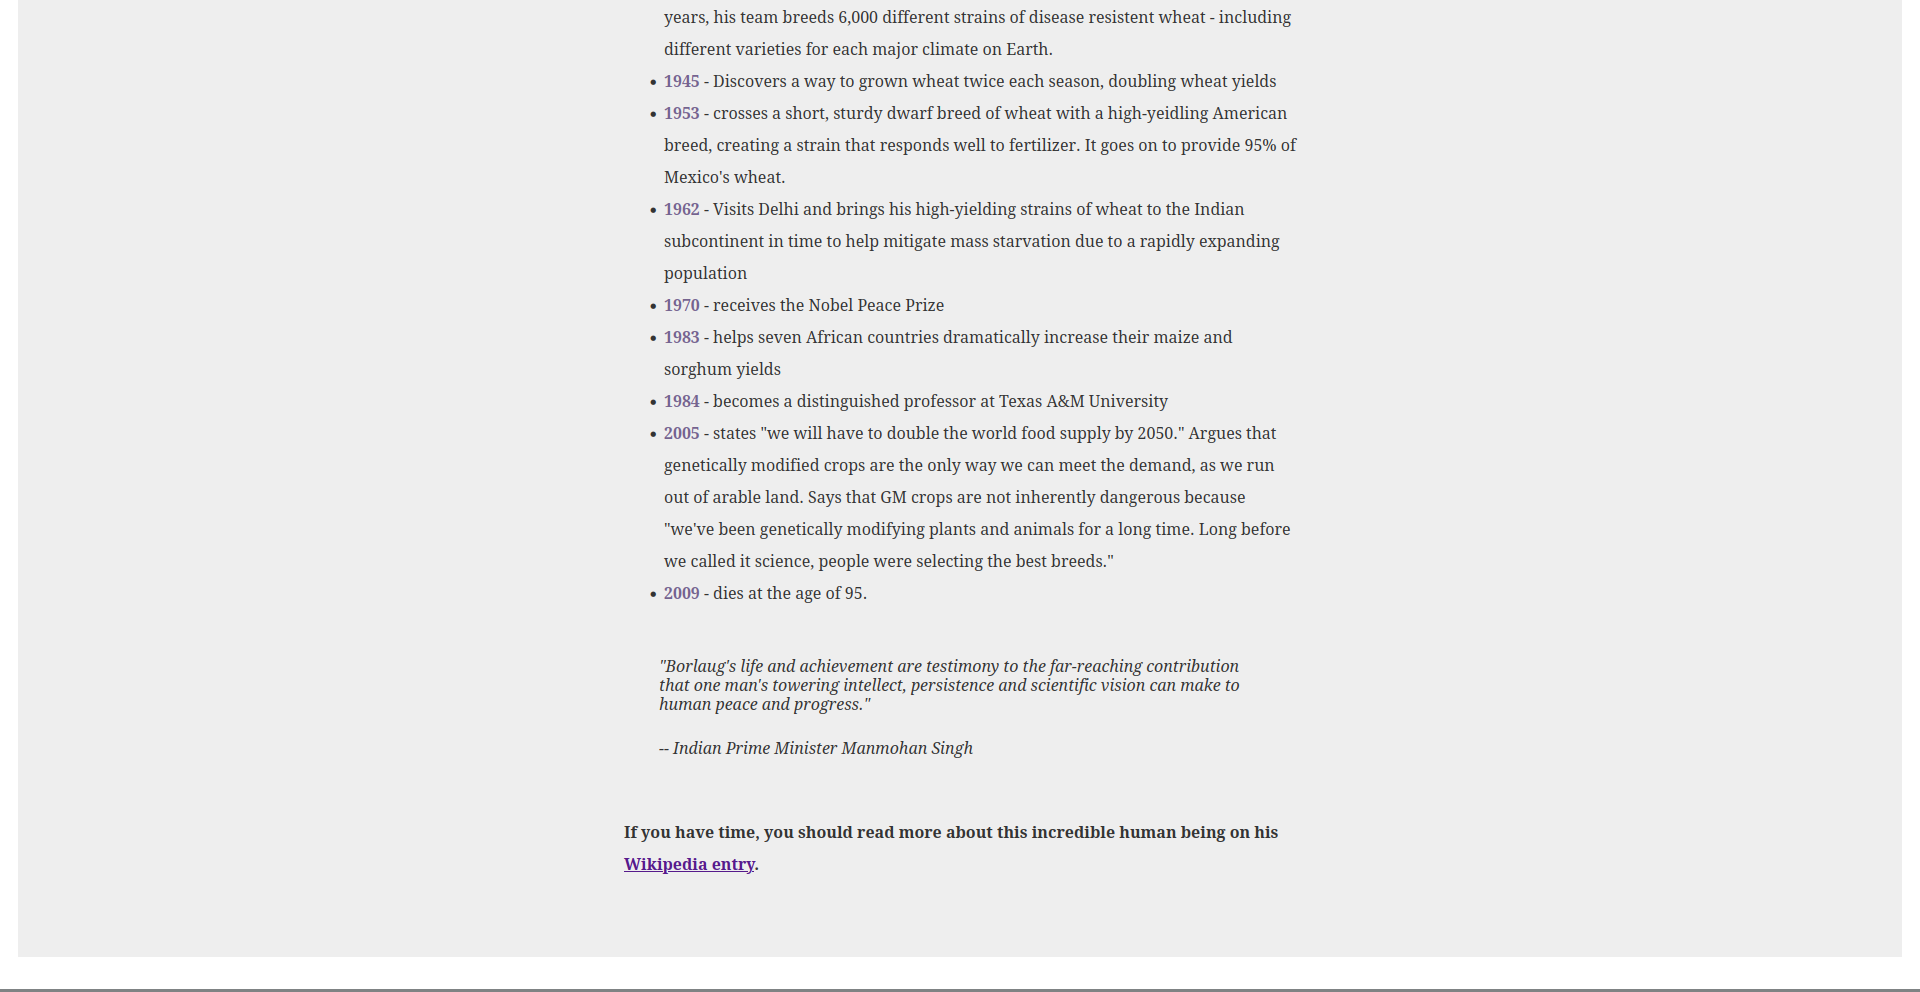 years, his team breeds 6,000 different strains of disease resistent wheat - including
different varieties for each major climate on Earth.
• 1945 - Discovers a way to grown wheat twice each season, doubling wheat yields
• 1953 - crosses a short, sturdy dwarf breed of wheat with a high-yeidling American
breed, creating a strain that responds well to fertilizer. It goes on to provide 95% of
Mexico's wheat.
• 1962 - Visits Delhi and brings his high-yielding strains of wheat to the Indian
subcontinent in time to help mitigate mass starvation due to a rapidly expanding
population
• 1970 - receives the Nobel Peace Prize
• 1983 - helps seven African countries dramatically increase their maize and
sorghum yields
• 1984 - becomes a distinguished professor at Texas A&M University
• 2005 - states "we will have to double the world food supply by 2050." Argues that
genetically modified crops are the only way we can meet the demand, as we run
out of arable land. Says that GM crops are not inherently dangerous because
"we've been genetically modifying plants and animals for a long time. Long before
we called it science, people were selecting the best breeds."
• 2009 - dies at the age of 95.
"Borlaug's life and achievement are testimony to the far-reaching contribution
that one man's towering intellect, persistence and scientific vision can make to
human peace and progress."
-- Indian Prime Minister Manmohan Singh
If you have time, you should read more about this incredible human being on his
Wikipedia entry.